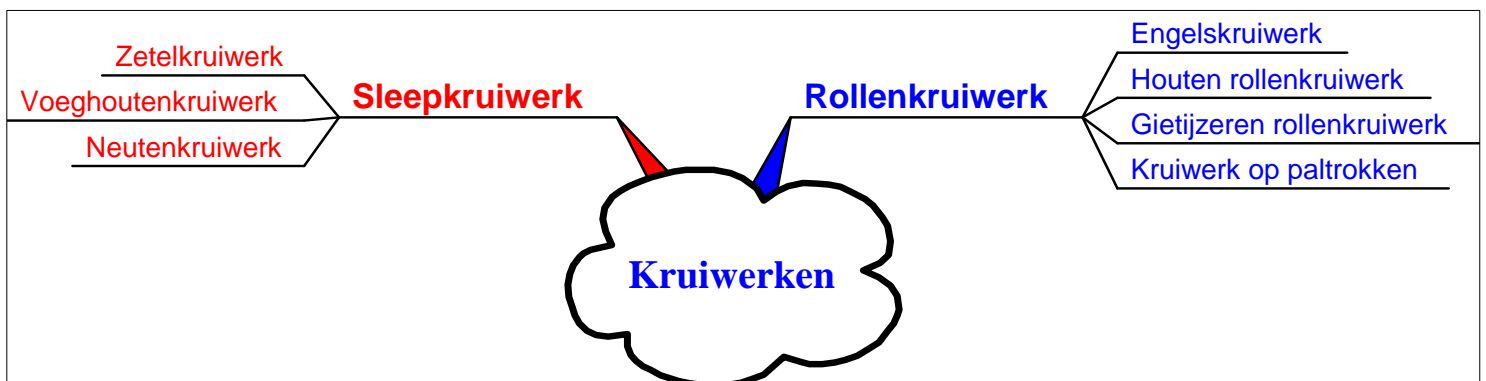 Zetelkruiwerk
Voeghoutenkruiwerk
Neutenkruiwerk
Sleepkruiwerk
Rollenkruiwerk
Engelskruiwerk
Houten rollenkruiwerk
Gietijzeren rollenkruiwerk
Kruiwerk op paltrokken
Kruiwerken